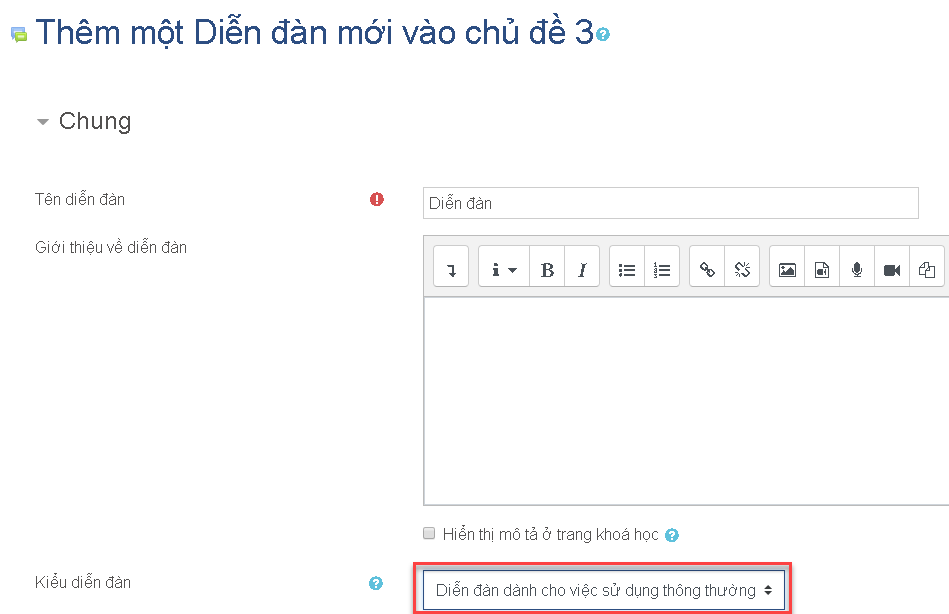 Thêm một Diễn đàn mới vào chủ đề 3
Chung
Tên diễn đàn
Diễn đàn
Giới thiệu về diễn đàn
Hiển thị mô tả ở trang khoá học
Kiểu diễn đàn
Diễn đàn dành cho việc sử dụng thông thường